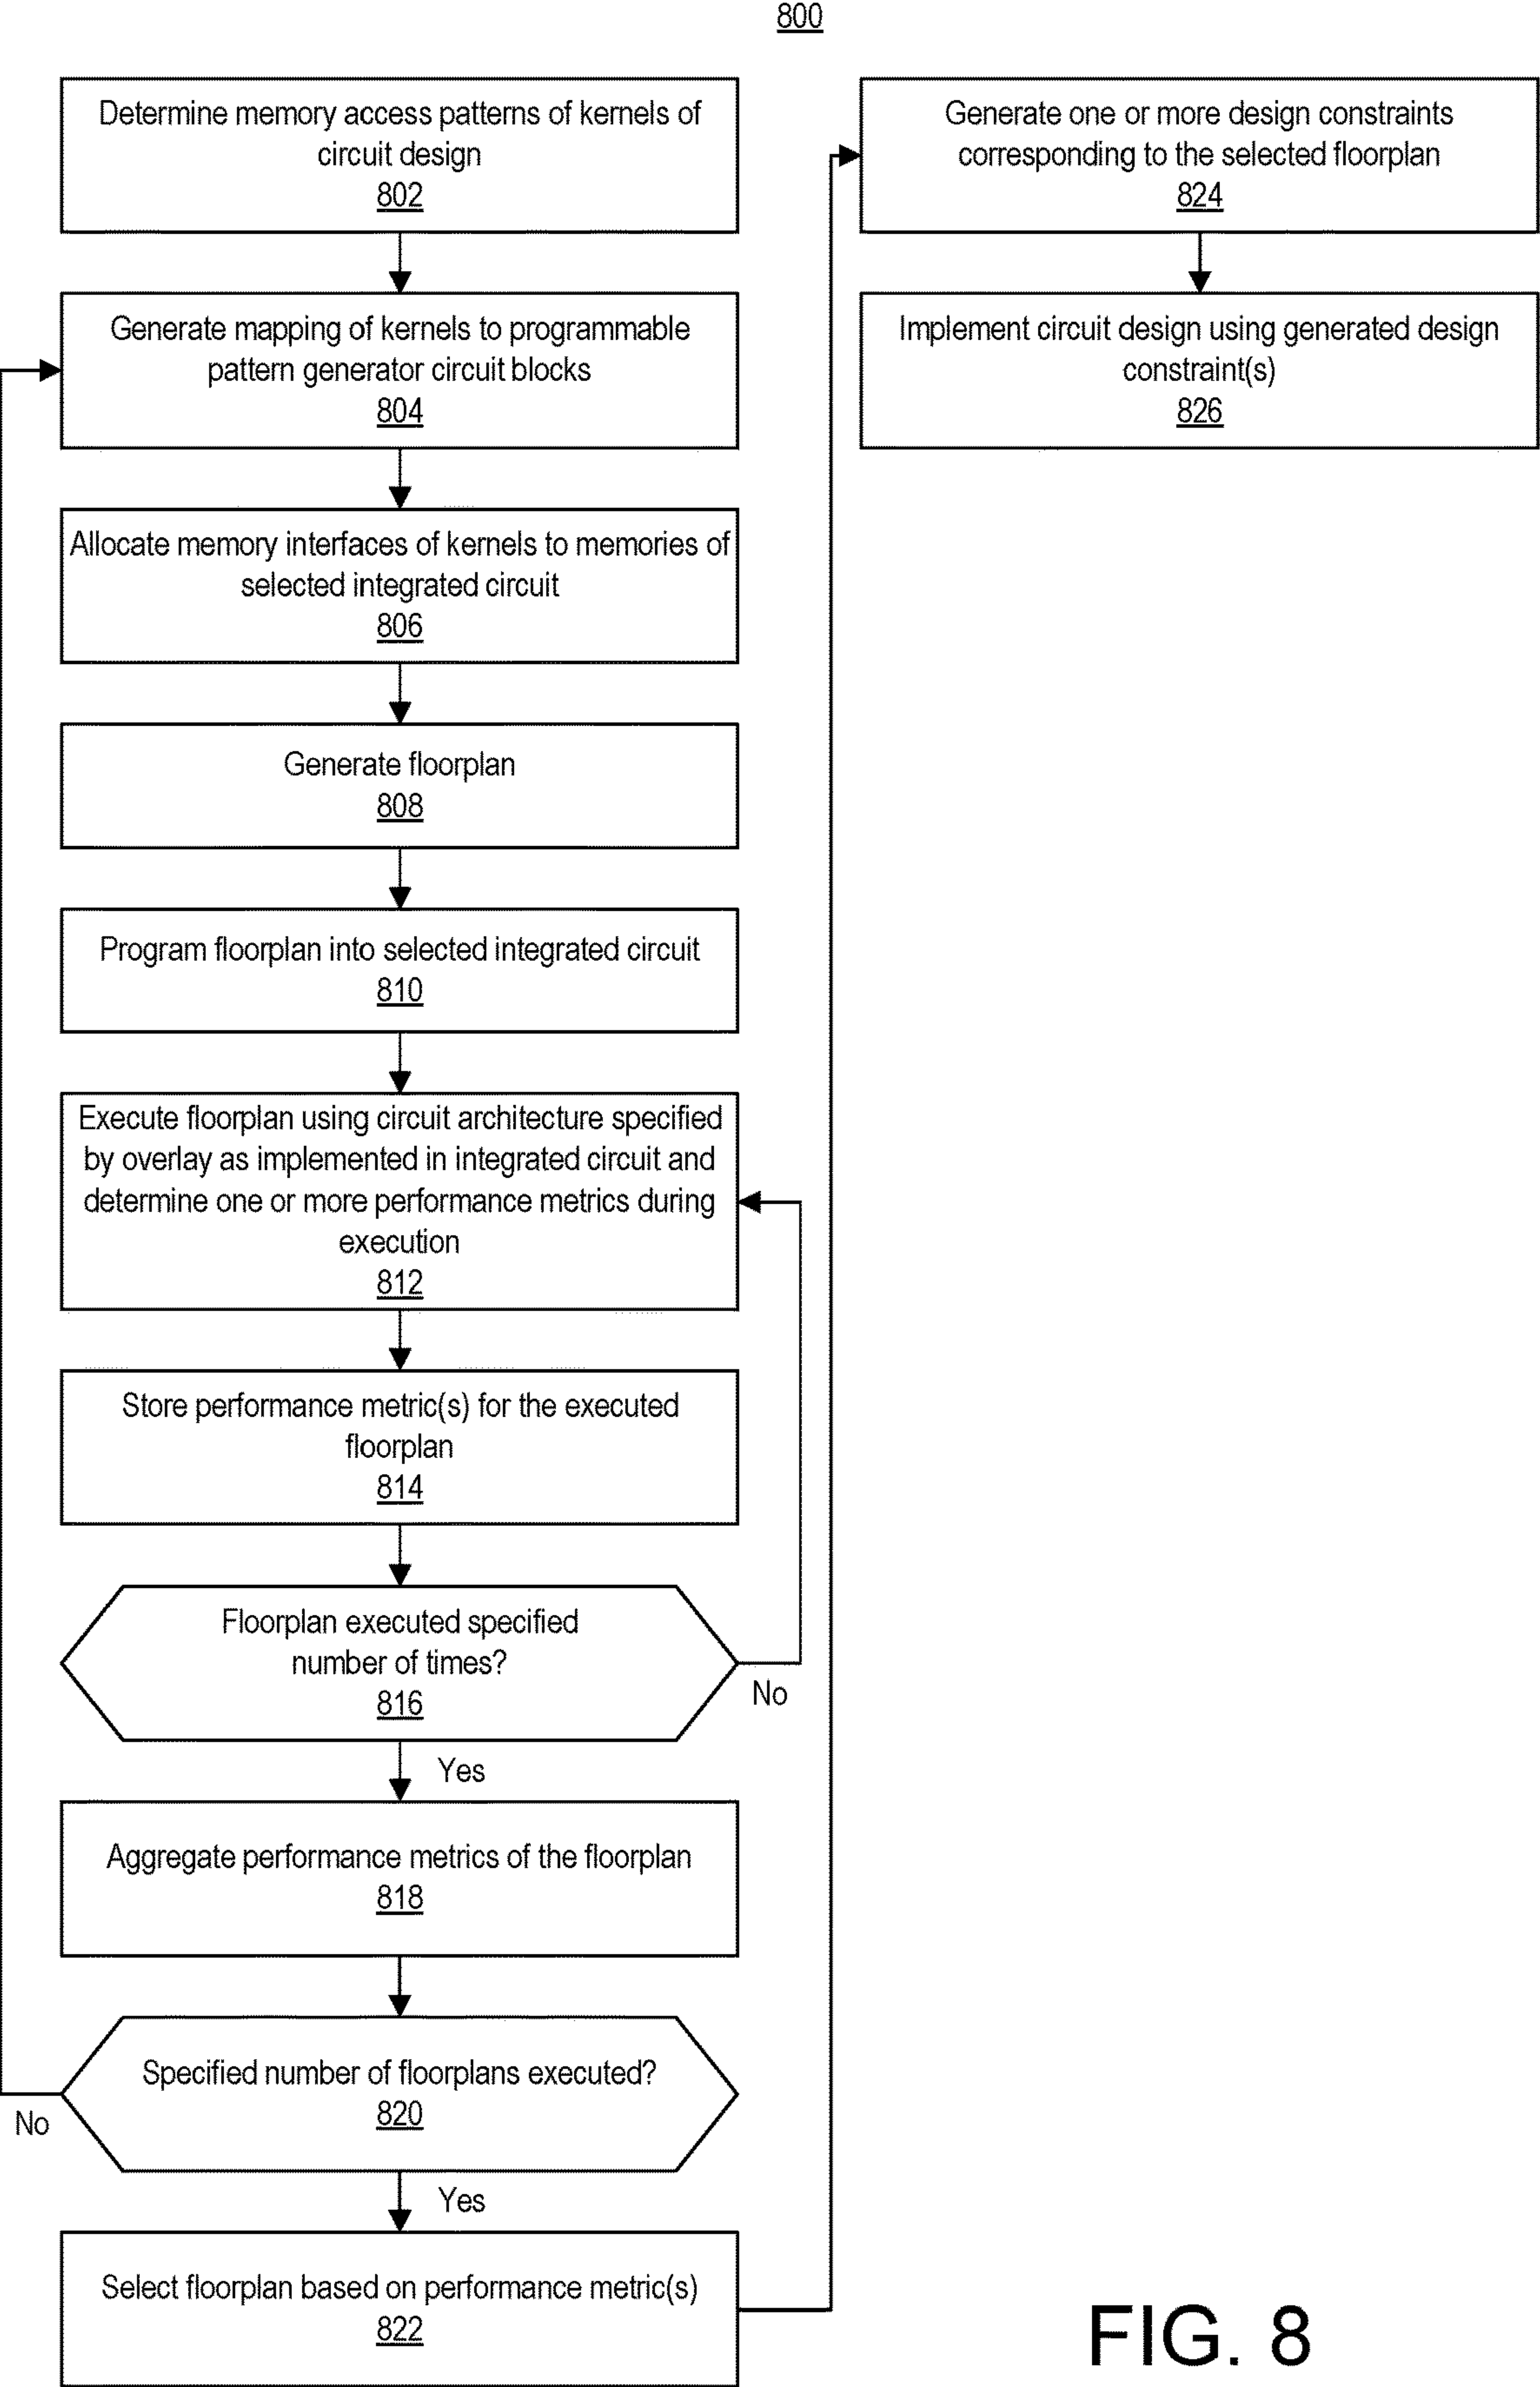 800
Determine memory access patterns of kernels of
circuit design
802
Generate mapping of kernels to programmable
pattern generator circuit blocks
804
Allocate memory interfaces of kernels to memories of
selected integrated circuit
806
Generate floorplan
808
Program floorplan into selected integrated circuit
810
Execute floorplan using circuit architecture specified
by overlay as implemented in integrated circuit and
determine one or more performance metrics during
execution
812
Store performance metric(s) for the executed
floorplan
814
Floorplan executed specified
number of times?
816
No
Yes
Aggregate performance metrics of the floorplan
818
Specified number of floorplans executed?
820
No
Yes
Select floorplan based on performance metric(s)
822
Generate one or more design constraints
corresponding to the selected floorplan
824
Implement circuit design using generated design
constraint(s)
826
FIG. 8